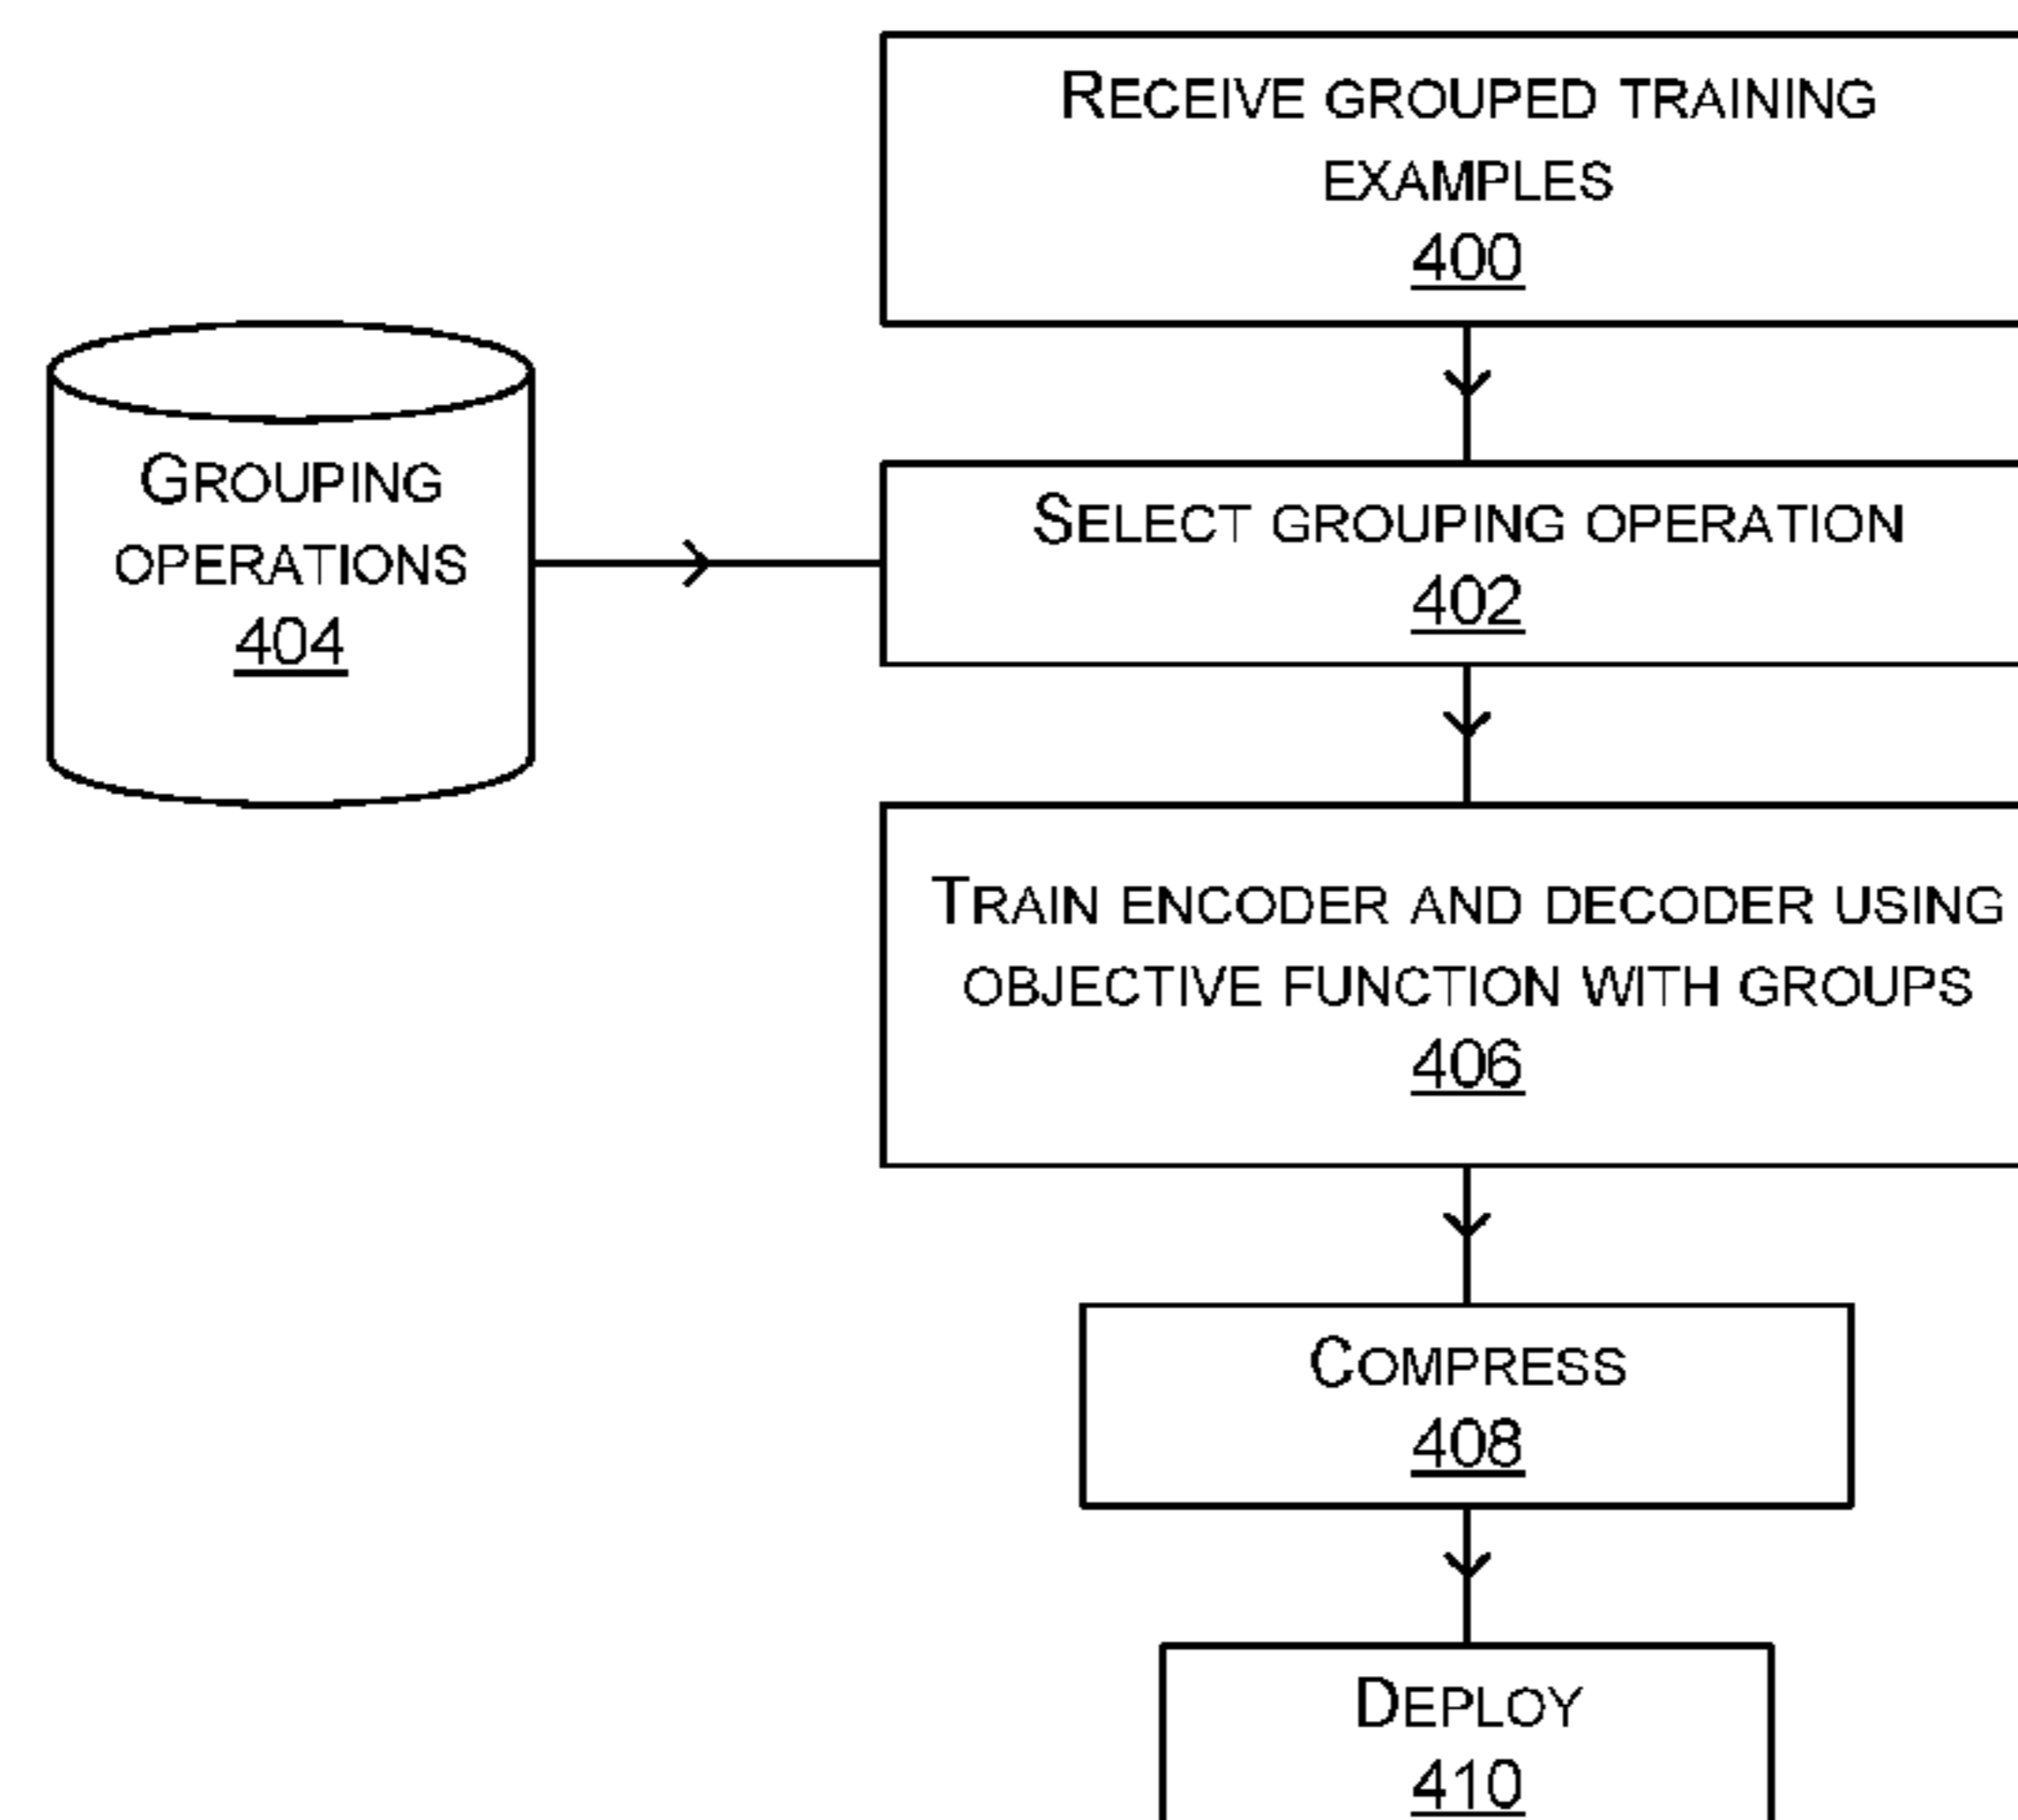 RECEIVE GROUPED TRAINING
EXAMPLES
400
GROUPING
OPERATIONS
404
SELECT GROUPING OPERATION
402
TRAIN ENCODER AND DECODER USING
OBJECTIVE FUNCTION WITH GROUPS
406
COMPRESS
408
DEPLOY
410